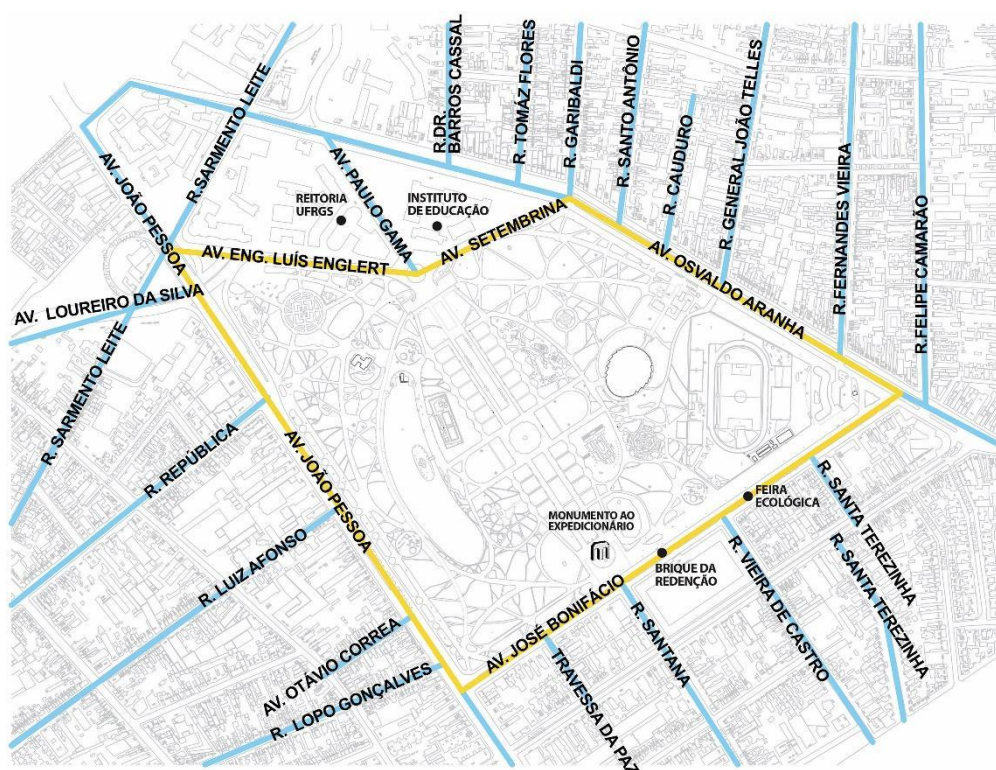 R. SARMENTO LEITE
R.DR.
BARROS CASSAL
R. TOMÁZ FLORES
R. GARIBALDI
R. SANTO ANTÔNIO
R. CAUDURO
R. GENERAL JOÃO TELLES
R.FERNANDES VIEIRA
R.FELIPE CAMARÃO
AV. JOÃO PESSOA
AV. PAULO GAMA
REITORIA
UFRGS
INSTITUTO
DE EDUCAÇÃO
AV. SETEMBRINA
AV. ENG. LUÍS ENGLERT
AV. OSVALDO ARANHA
AV. LOUREIRO DA SILVA
R. SARMENTO LEITE
R. REPÚBLICA
AV. JOÃO PESSOA
R. LUIZ AFONSO
AV. OTÁVIO CORREA
R. LOPO GONÇALVES
MONUMENTO AO
EXPEDICIONÁRIO
FEIRA
ECOLÓGICA
BRIQUE DA
REDENÇÃO
AV. JOSÉ BONIFÁCIO
R. SANTA TEREZINHA
R. SANTA TEREZINHA
R. VIEIRA DE CASTRO
R. SANTANA
TRAVESSA DA PAZ